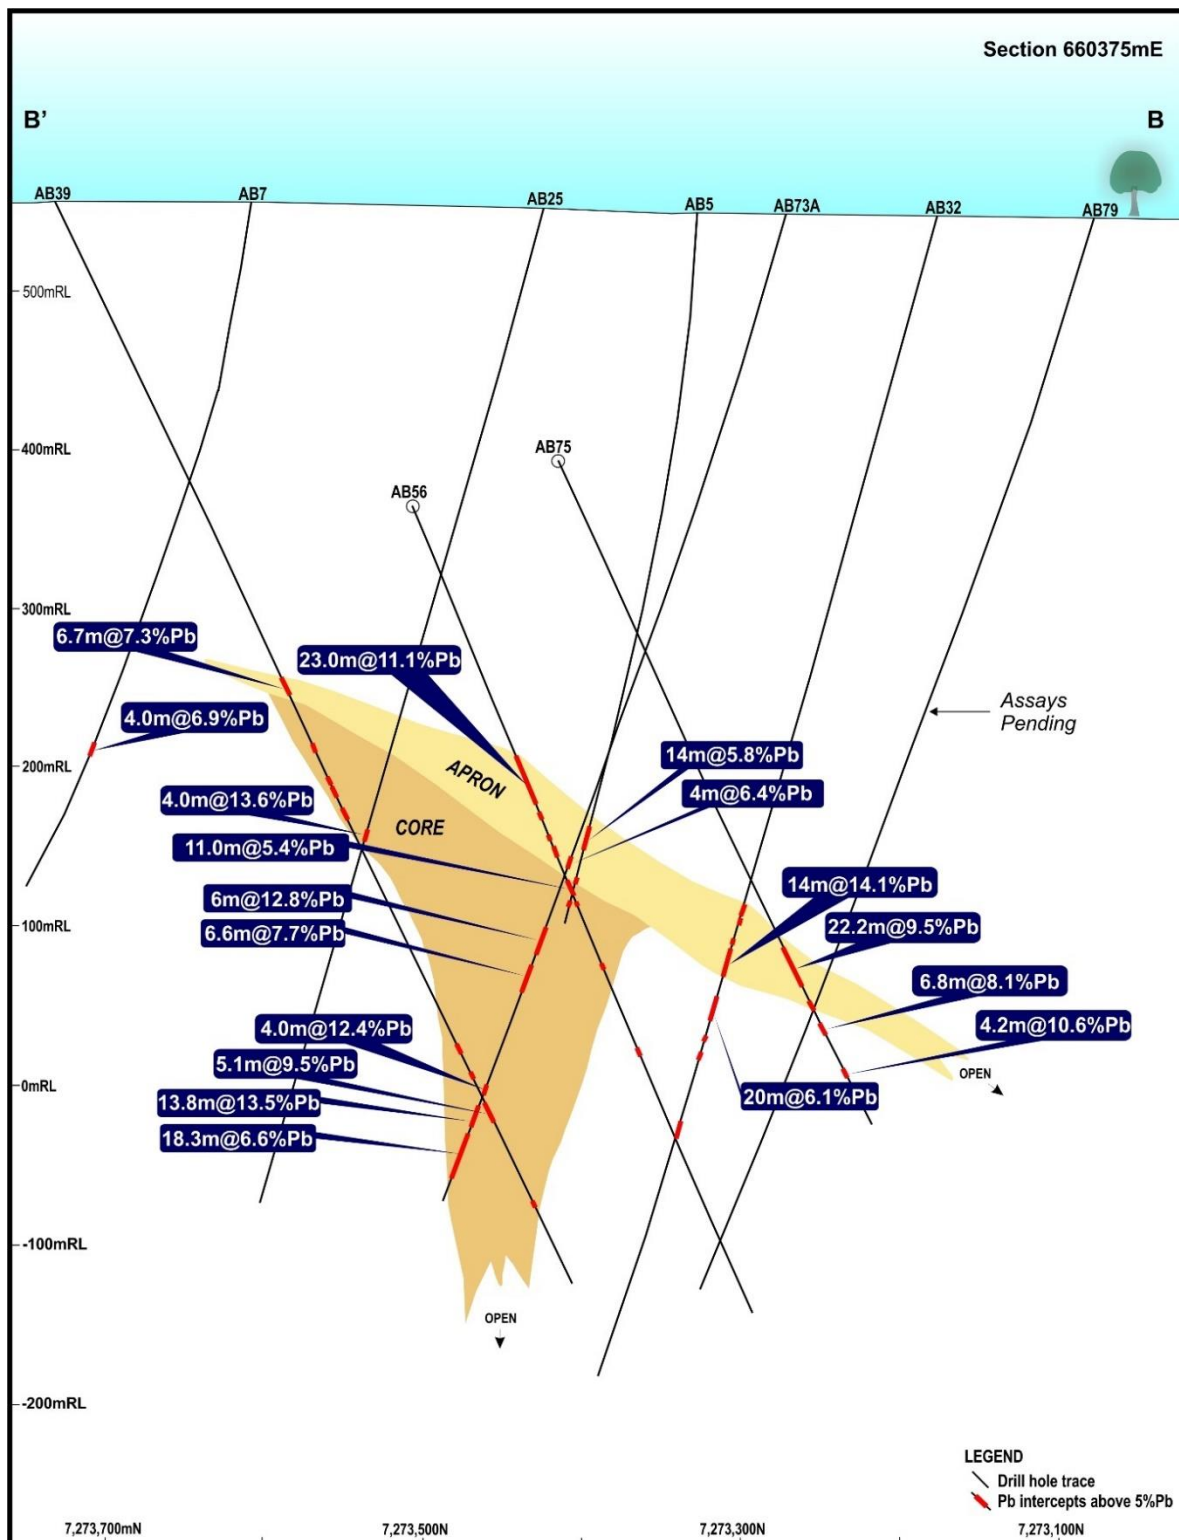 Section 660375mE
B'
B
AB39
AB7
AB25
AB5
AB73A
AB32
AB79
500mRL
400mRL
AB75
AB56
300mRL
6.7m@7.3%Pb
23.0m@11.1%Pb
4.0m@6.9%Pb
Assays
Pending
200mRL
APRON
14m@5.8%Pb
4m@6.4%Pb
4.0m@13.6%Pb
CORE
11.0m@5.4%Pb
6m@12.8%Pb
14m@14.1%Pb
100mRL
22.2m@9.5%Pb
6.6m@7.7%Pb
6.8m@8.1%Pb
4.0m@12.4%Pb
4.2m@10.6%Pb
5.1m@9.5%Pb
OPEN
0mRL
13.8m@13.5%Pb
20m@6.1%Pb
18.3m@6.6%Pb
-100mRL
OPEN
-200mRL
LEGEND
Drill hole trace
Pb intercepts above 5%Pb
7,273,700mN
7,273,500N
7,273,300N
7,273,100N